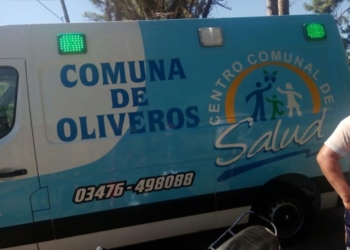 COMUNA
DE
OLIVEROS
03476-498088
CENTRO COMUNAL DE
Salud